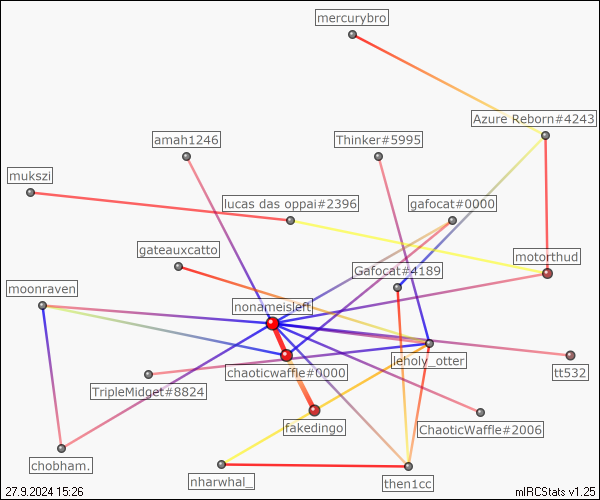 mercurybro
Azure Reborn#4243
amah1246
Thinker#5995
mukszi
lucas das oppai#2396
gafocat#0000
gateauxcatto
motorthud
Gafocat#4189
moonraven
nonameisleft
leholy_otter
chaoticwaffle#0000
tt532
TripleMidget#8824
fakedingo
ChaoticWaffle#2006
chobham.
nharwhal_
then1cc
27.9.2024 15:26
mIRCStats v1.25